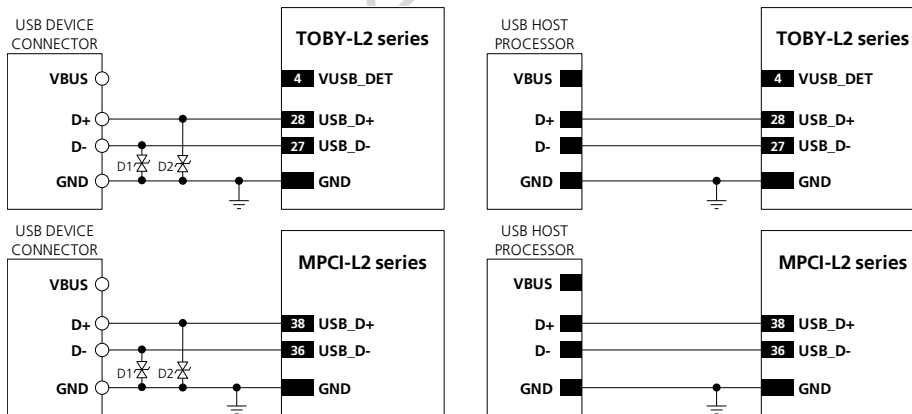 USB DEVICE
CONNECTOR
TOBY-L2 series
VBUS
4 VUSB_DET
D+
28 USB_D+
D-
27 USB_D-
D1 D2
GND
GND
USB HOST
PROCESSOR
TOBY-L2 series
VBUS
4 VUSB_DET
D+
28 USB_D+
D-
27 USB_D-
GND
GND
USB DEVICE
CONNECTOR
MPCI-L2 series
VBUS
D+
38 USB_D+
D-
36 USB_D-
D1 D2
GND
GND
USB HOST
PROCESSOR
MPCI-L2 series
VBUS
D+
38 USB_D+
D-
36 USB_D-
GND
GND